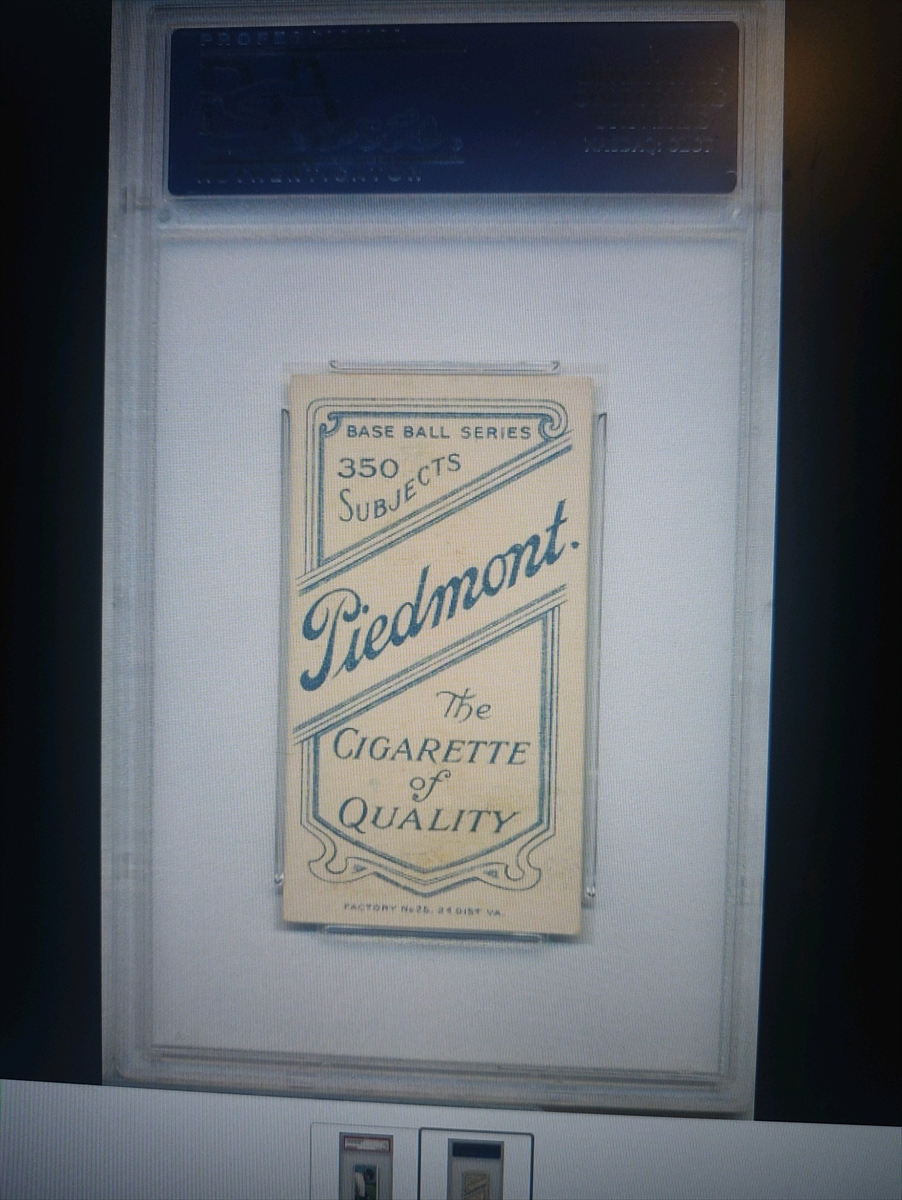 BASE BALL SERIES
350
SUBJECTS
Piedmont.
The
CIGARETTE
of
QUALITY
FACTORY No 25, 2d DIST VA.